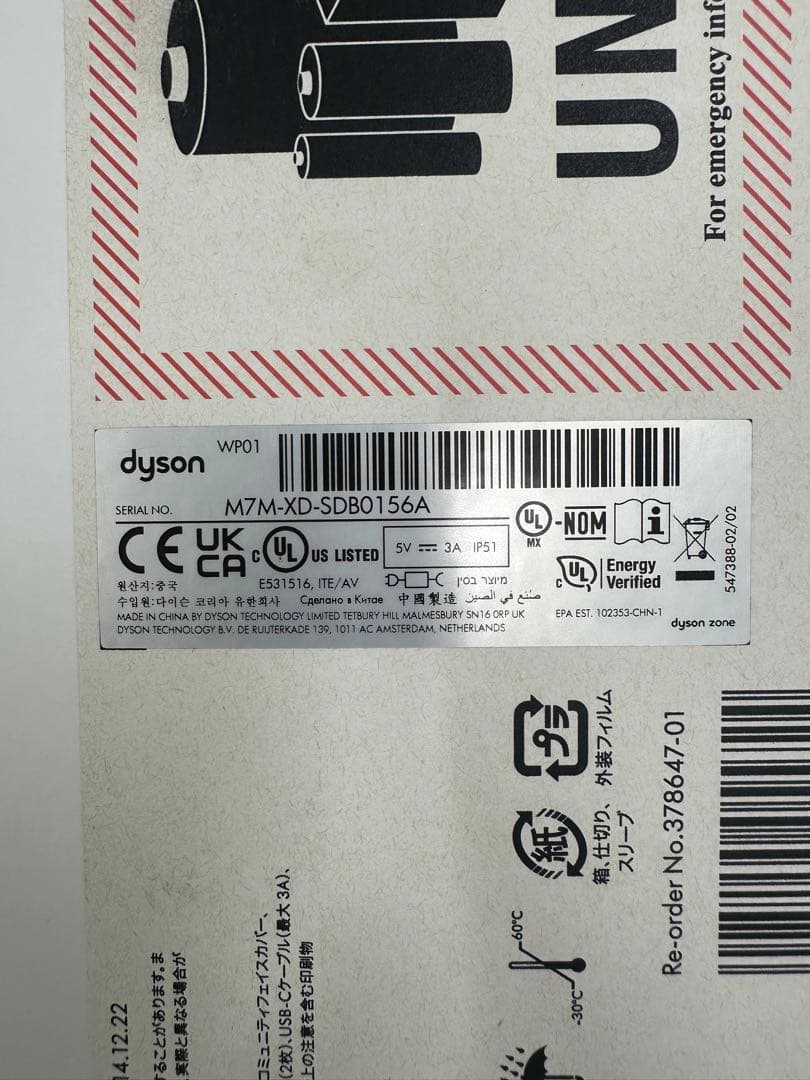 UN
For emergency info
dyson WP01
SERIAL NO. M7M-XD-SDB0156A
CE UK CA c UL US LISTED 5V ⎓ 3A IP51 UL MX -NOM i
E531516, ITE/AV
c UL Energy Verified
원산지:중국
מיוצר בסין
수입원:다이슨 코리아 유한회사 Сделано в Китае 中國製造 صُنع في الصين
MADE IN CHINA BY DYSON TECHNOLOGY LIMITED TETBURY HILL MALMESBURY SN16 0RP UK
DYSON TECHNOLOGY B.V. DE RUIJTERKADE 139, 1011 AC AMSTERDAM, NETHERLANDS
EPA EST. 102353-CHN-1
dyson zone
547388-02/02
プラ
外装フィルム
紙
箱、仕切り、
スリーブ
Re-order No.378647-01
-60°C
-30°C-
14.12.22
することがあります。ま
実際と異なる場合が
コミュニティフェイスカバー、
(2枚)、USB-Cケーブル(最大 3A)、
上の注意を含む印刷物